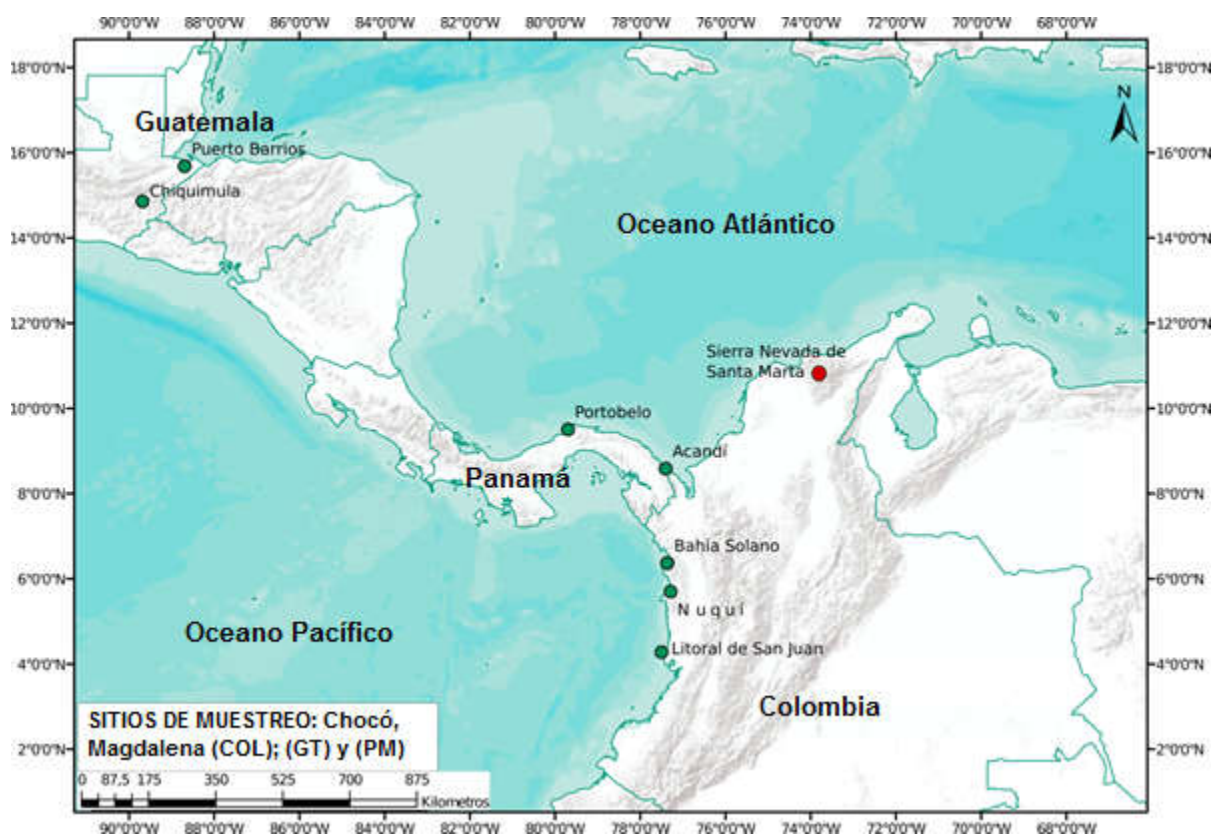 90°0'0"W 88°0'0"W 86°0'0"W 84°0'0"W 82°0'0"W 80°0'0"W 78°0'0"W 76°0'0"W 74°0'0"W 72°0'0"W 70°0'0"W 68°0'0"W
18°0'0"N 18°0'0"N
N
Guatemala
Puerto Barrios
16°0'0"N 16°0'0"N
Chiquimula
Oceano Atlántico
14°0'0"N 14°0'0"N
12°0'0"N 12°0'0"N
Sierra Nevada de
Santa Marta
10°0'0"N 10°0'0"N
Portobelo
Acandí
Panamá
8°0'0"N 8°0'0"N
Bahía Solano
6°0'0"N 6°0'0"N
Nuquí
Oceano Pacífico
Litoral de San Juan
4°0'0"N 4°0'0"N
Colombia
SITIOS DE MUESTREO: Chocó,
Magdalena (COL); (GT) y (PM)
2°0'0"N 2°0'0"N
0 87,5 175 350 525 700 875
Kilometros
90°0'0"W 88°0'0"W 86°0'0"W 84°0'0"W 82°0'0"W 80°0'0"W 78°0'0"W 76°0'0"W 74°0'0"W 72°0'0"W 70°0'0"W 68°0'0"W